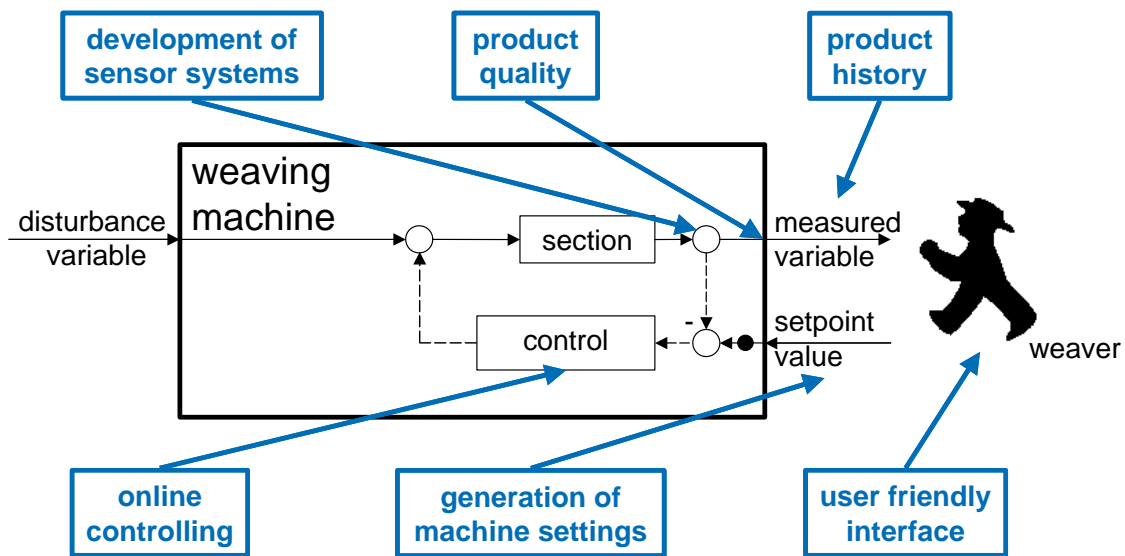 development of
sensor systems
product
quality
product
history
weaving
machine
disturbance
variable
section
measured
variable
control
-
setpoint
value
weaver
online
controlling
generation of
machine settings
user friendly
interface